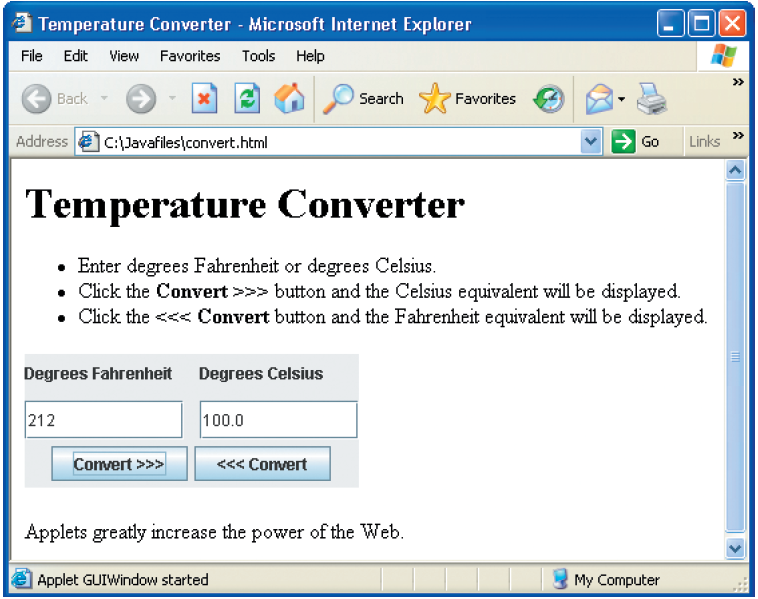 Temperature Converter - Microsoft Internet Explorer
File Edit View Favorites Tools Help
Back Search Favorites »
Address C:\Javafiles\convert.html Go Links »
Temperature Converter
• Enter degrees Fahrenheit or degrees Celsius.
• Click the Convert >>> button and the Celsius equivalent will be displayed.
• Click the <<< Convert button and the Fahrenheit equivalent will be displayed.
Degrees Fahrenheit Degrees Celsius
212 100.0
Convert >>> <<< Convert
Applets greatly increase the power of the Web.
Applet GUIWindow started My Computer